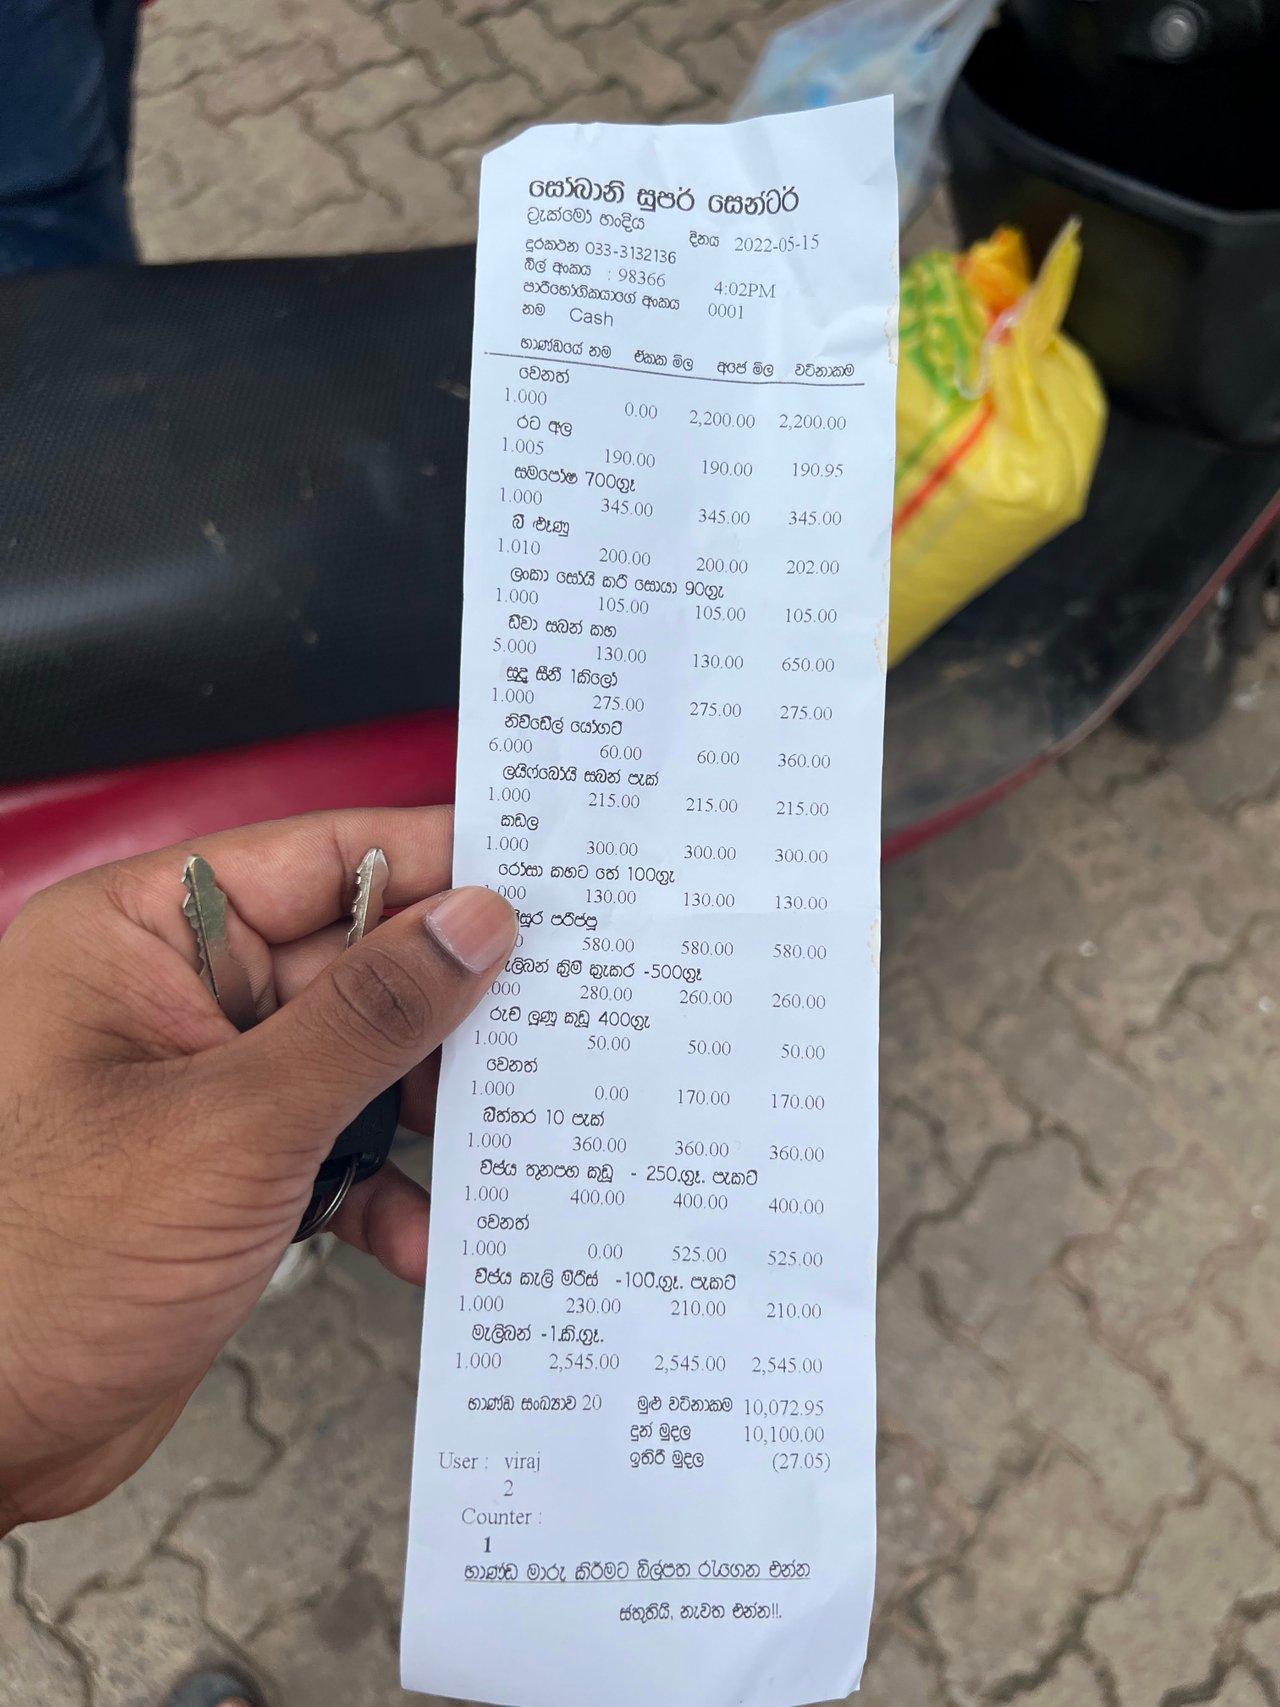 සෝබානි සුපර් සෙන්ටර්
ට්‍රැක්මෝ හංදිය
දිනය 2022-05-15
දුරකථන 033-3132136
බිල් අංකය : 98366 4:02PM
පාරිභෝගිකයාගේ අංකය 0001
නම Cash
භාණ්ඩයේ නම ඒකක මිල අපේ මිල වටිනාකම
වෙනත්
1.000 0.00 2,200.00 2,200.00
රට අල
1.005 190.00 190.00 190.95
සමපෝෂ 700ග්‍රෑ
1.000 345.00 345.00 345.00
බී ළූණු
1.010 200.00 200.00 202.00
ලංකා සෝයි කරි සොයා 90ග්‍රැ
1.000 105.00 105.00 105.00
ඩීවා සබන් කහ
5.000 130.00 130.00 650.00
සුදු සීනී 1කිලෝ
1.000 275.00 275.00 275.00
නිව්ඩේල් යෝගට්
6.000 60.00 60.00 360.00
ලයිෆ්බෝයි සබන් පැක්
1.000 215.00 215.00 215.00
කඩල
1.000 300.00 300.00 300.00
රෝසා කහට තේ 100ග්‍රැ
1.000 130.00 130.00 130.00
පරිප්පු
580.00 580.00 580.00
ක්‍රිම් ක්‍රැකර් -500ග්‍රෑ
.000 280.00 260.00 260.00
රුචි ලුණු කුඩු 400ග්‍රැ
1.000 50.00 50.00 50.00
වෙනත්
1.000 0.00 170.00 170.00
බිත්තර 10 පැක්
1.000 360.00 360.00 360.00
විජය තුනපහ කුඩු - 250.ග්‍රෑ. පැකට්
1.000 400.00 400.00 400.00
වෙනත්
1.000 0.00 525.00 525.00
විජය කෑලි මිරිස් -100.ග්‍රෑ. පැකට්
1.000 230.00 210.00 210.00
මැලිබන් -1.කි.ග්‍රෑ.
1.000 2,545.00 2,545.00 2,545.00
භාණ්ඩ සංඛ්‍යාව 20 මුළු වටිනාකම 10,072.95
දුන් මුදල 10,100.00
User : viraj ඉතිරි මුදල (27.05)
2
Counter :
1
භාණ්ඩ මාරු කිරීමට බිල්පත රැගෙන එන්න
ස්තූතියි, නැවත එන්න!!.